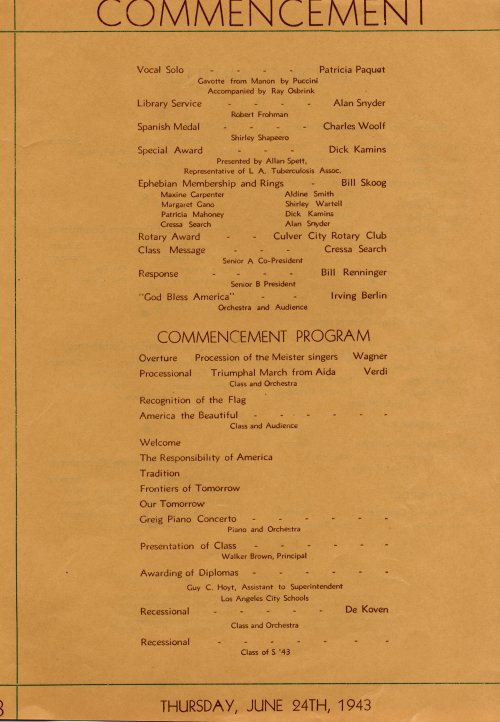 COMMENCEMENT
Vocal Solo - - - - Patricia Paquet
Gavotte from Manon by Puccini
Accompanied by Ray Osbrink
Library Service - - - - Alan Snyder
Robert Frohman
Spanish Medal - - - - Charles Woolf
Shirley Shapeero
Special Award - - - Dick Kamins
Presented by Allan Spett,
Representative of L. A. Tuberculosis Assoc.
Ephebian Membership and Rings - Bill Skoog
Maxine Carpenter Aldine Smith
Margaret Gano Shirley Wartell
Patricia Mahoney Dick Kamins
Cressa Search Alan Snyder
Rotary Award - - Culver City Rotary Club
Class Message - - - Cressa Search
Senior A Co-President
Response - - - - Bill Renninger
Senior B President
"God Bless America" - - Irving Berlin
Orchestra and Audience
COMMENCEMENT PROGRAM
Overture Procession of the Meister singers Wagner
Processional Triumphal March from Aida Verdi
Class and Orchestra
Recognition of the Flag
America the Beautiful - - - - - -
Class and Audience
Welcome
The Responsibility of America
Tradition
Frontiers of Tomorrow
Our Tomorrow
Greig Piano Concerto - - - - - -
Piano and Orchestra
Presentation of Class - - - - - -
Walker Brown, Principal
Awarding of Diplomas - - - - - -
Guy C. Hoyt, Assistant to Superintendent
Los Angeles City Schools
Recessional - - - - - De Koven
Class and Orchestra
Recessional - - - - - - -
Class of S '43
3 THURSDAY, JUNE 24TH, 1943